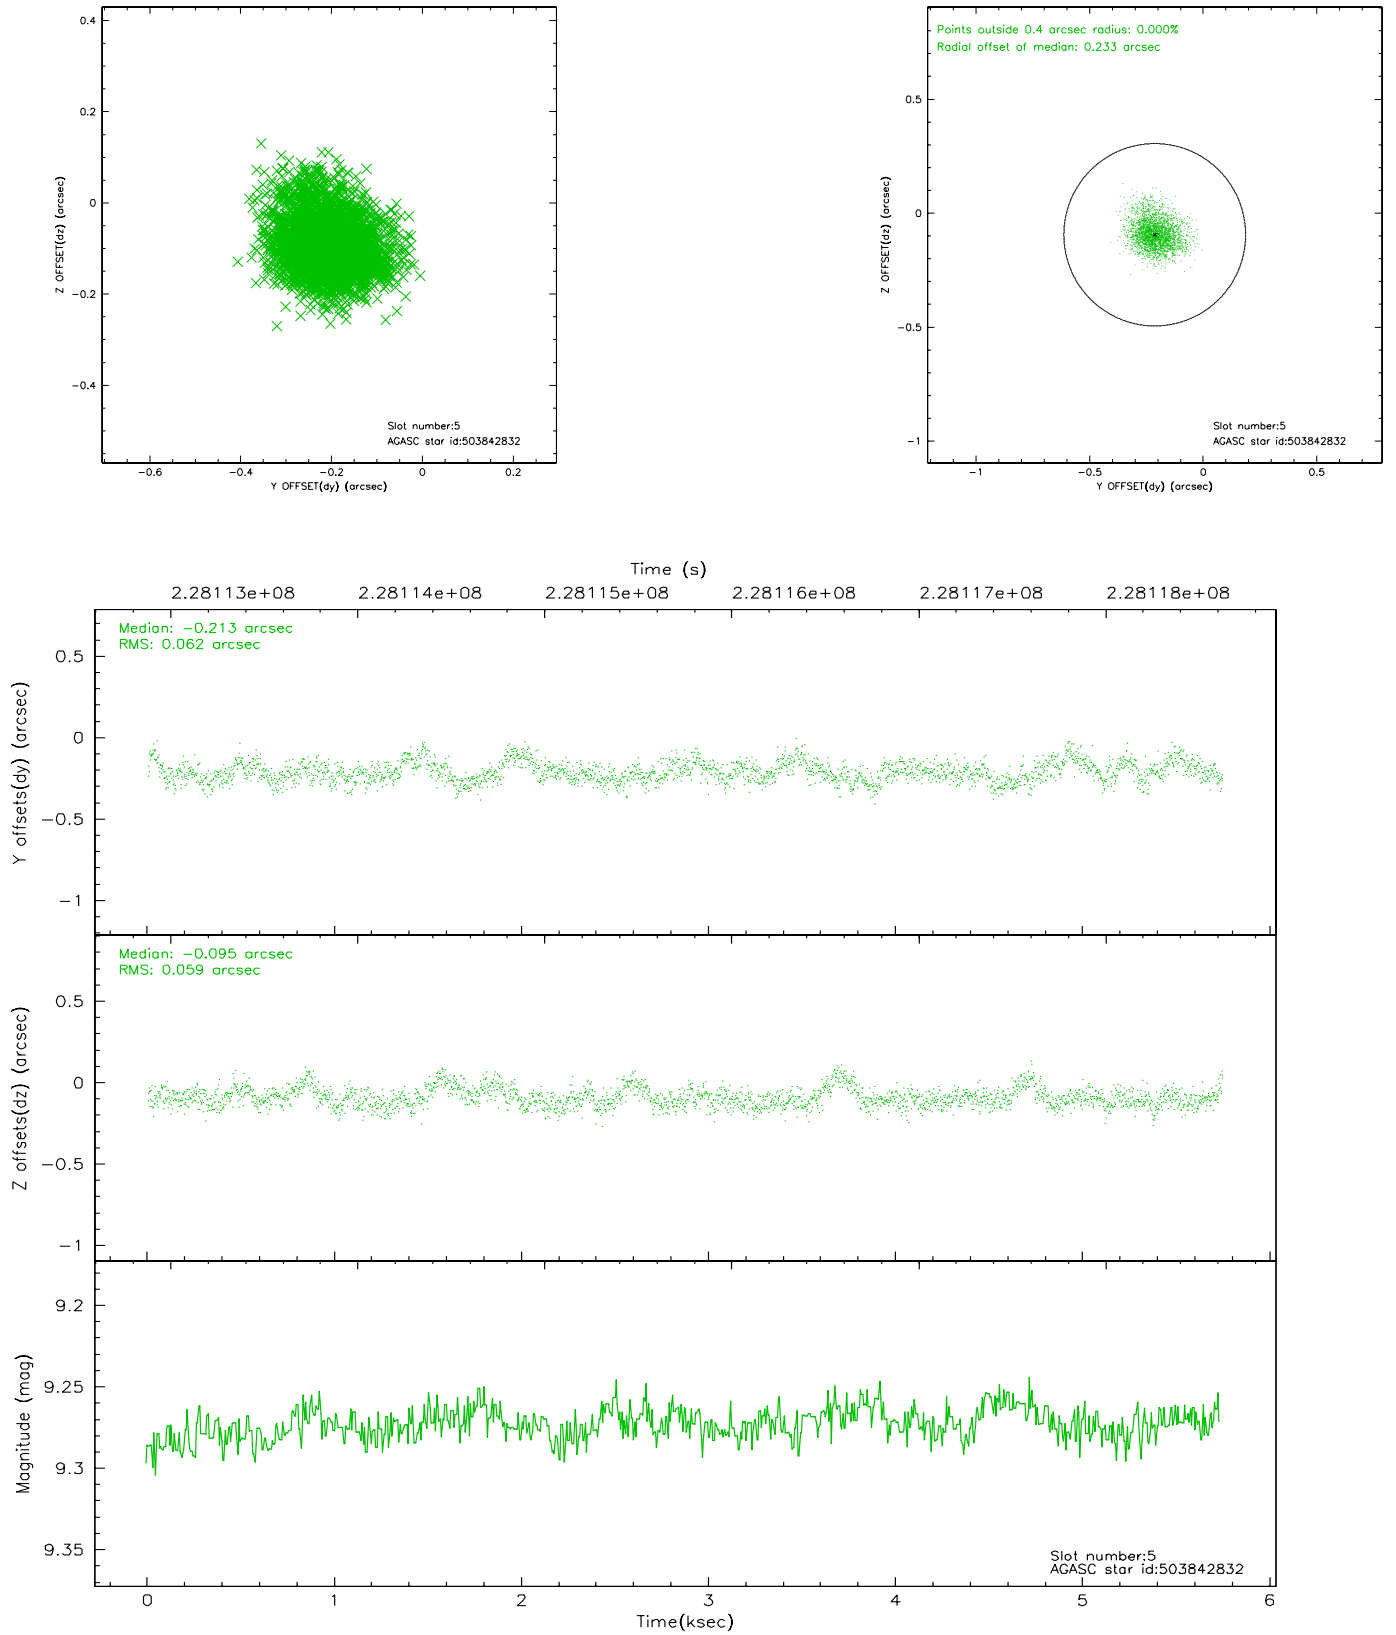 0.4
0.2
0
−0.2
−0.4
Z OFFSET(dz) (arcsec)
Slot number:5
AGASC star id:503842832
−0.6
−0.4
−0.2
0
0.2
Y OFFSET(dy) (arcsec)
Points outside 0.4 arcsec radius: 0.000%
Radial offset of median: 0.233 arcsec
0.5
0
−0.5
−1
Z OFFSET(dz) (arcsec)
Slot number:5
AGASC star id:503842832
−1
−0.5
0
0.5
Y OFFSET(dy) (arcsec)
Time (s)
2.28113e+08
2.28114e+08
2.28115e+08
2.28116e+08
2.28117e+08
2.28118e+08
Median: −0.213 arcsec
RMS: 0.062 arcsec
0.5
0
−0.5
−1
Y offsets(dy) (arcsec)
Median: −0.095 arcsec
RMS: 0.059 arcsec
0.5
0
−0.5
−1
Z offsets(dz) (arcsec)
9.2
9.25
9.3
9.35
Magnitude (mag)
Slot number:5
AGASC star id:503842832
0
1
2
3
4
5
6
Time(ksec)